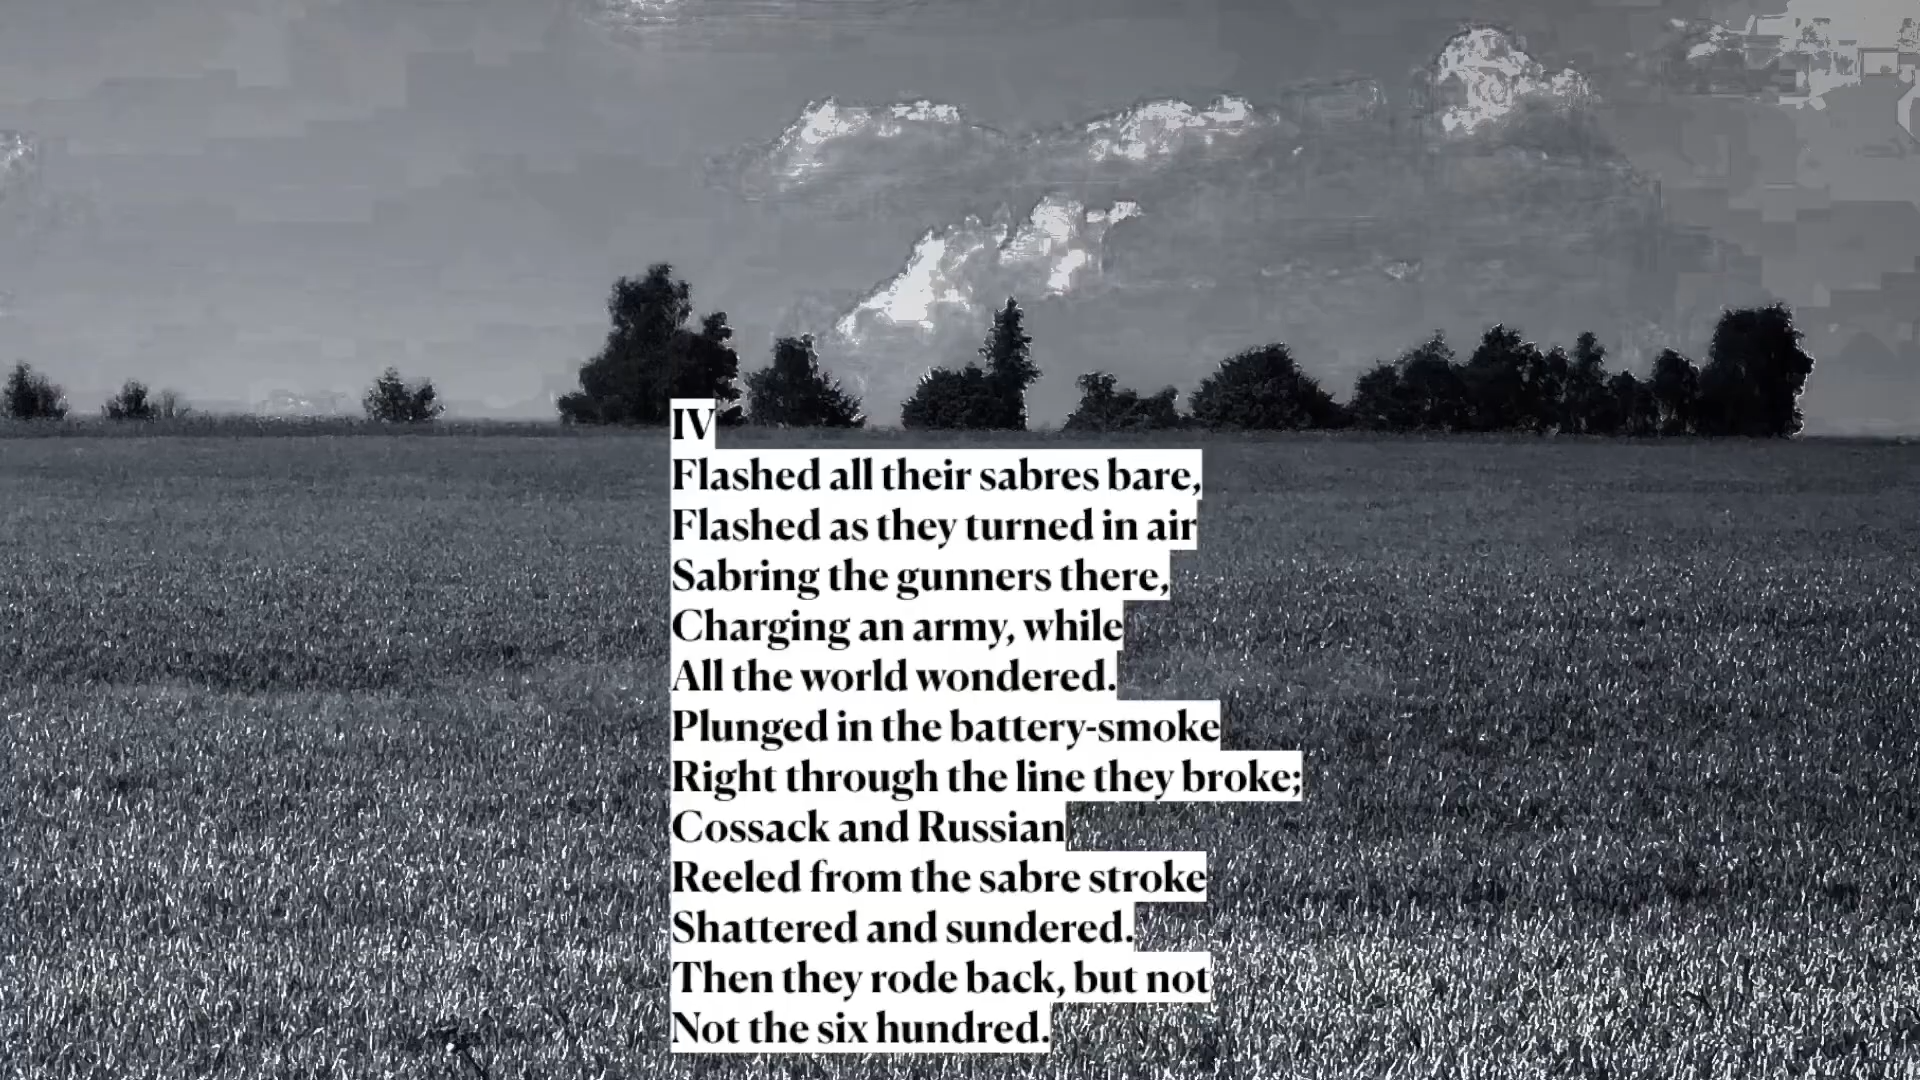 IV
Flashed all their sabres bare,
Flashed as they turned in air
Sabring the gunners there,
Charging an army, while
All the world wondered.
Plunged in the battery-smoke
Right through the line they broke;
Cossack and Russian
Reeled from the sabre stroke
Shattered and sundered.
Then they rode back, but not
Not the six hundred.